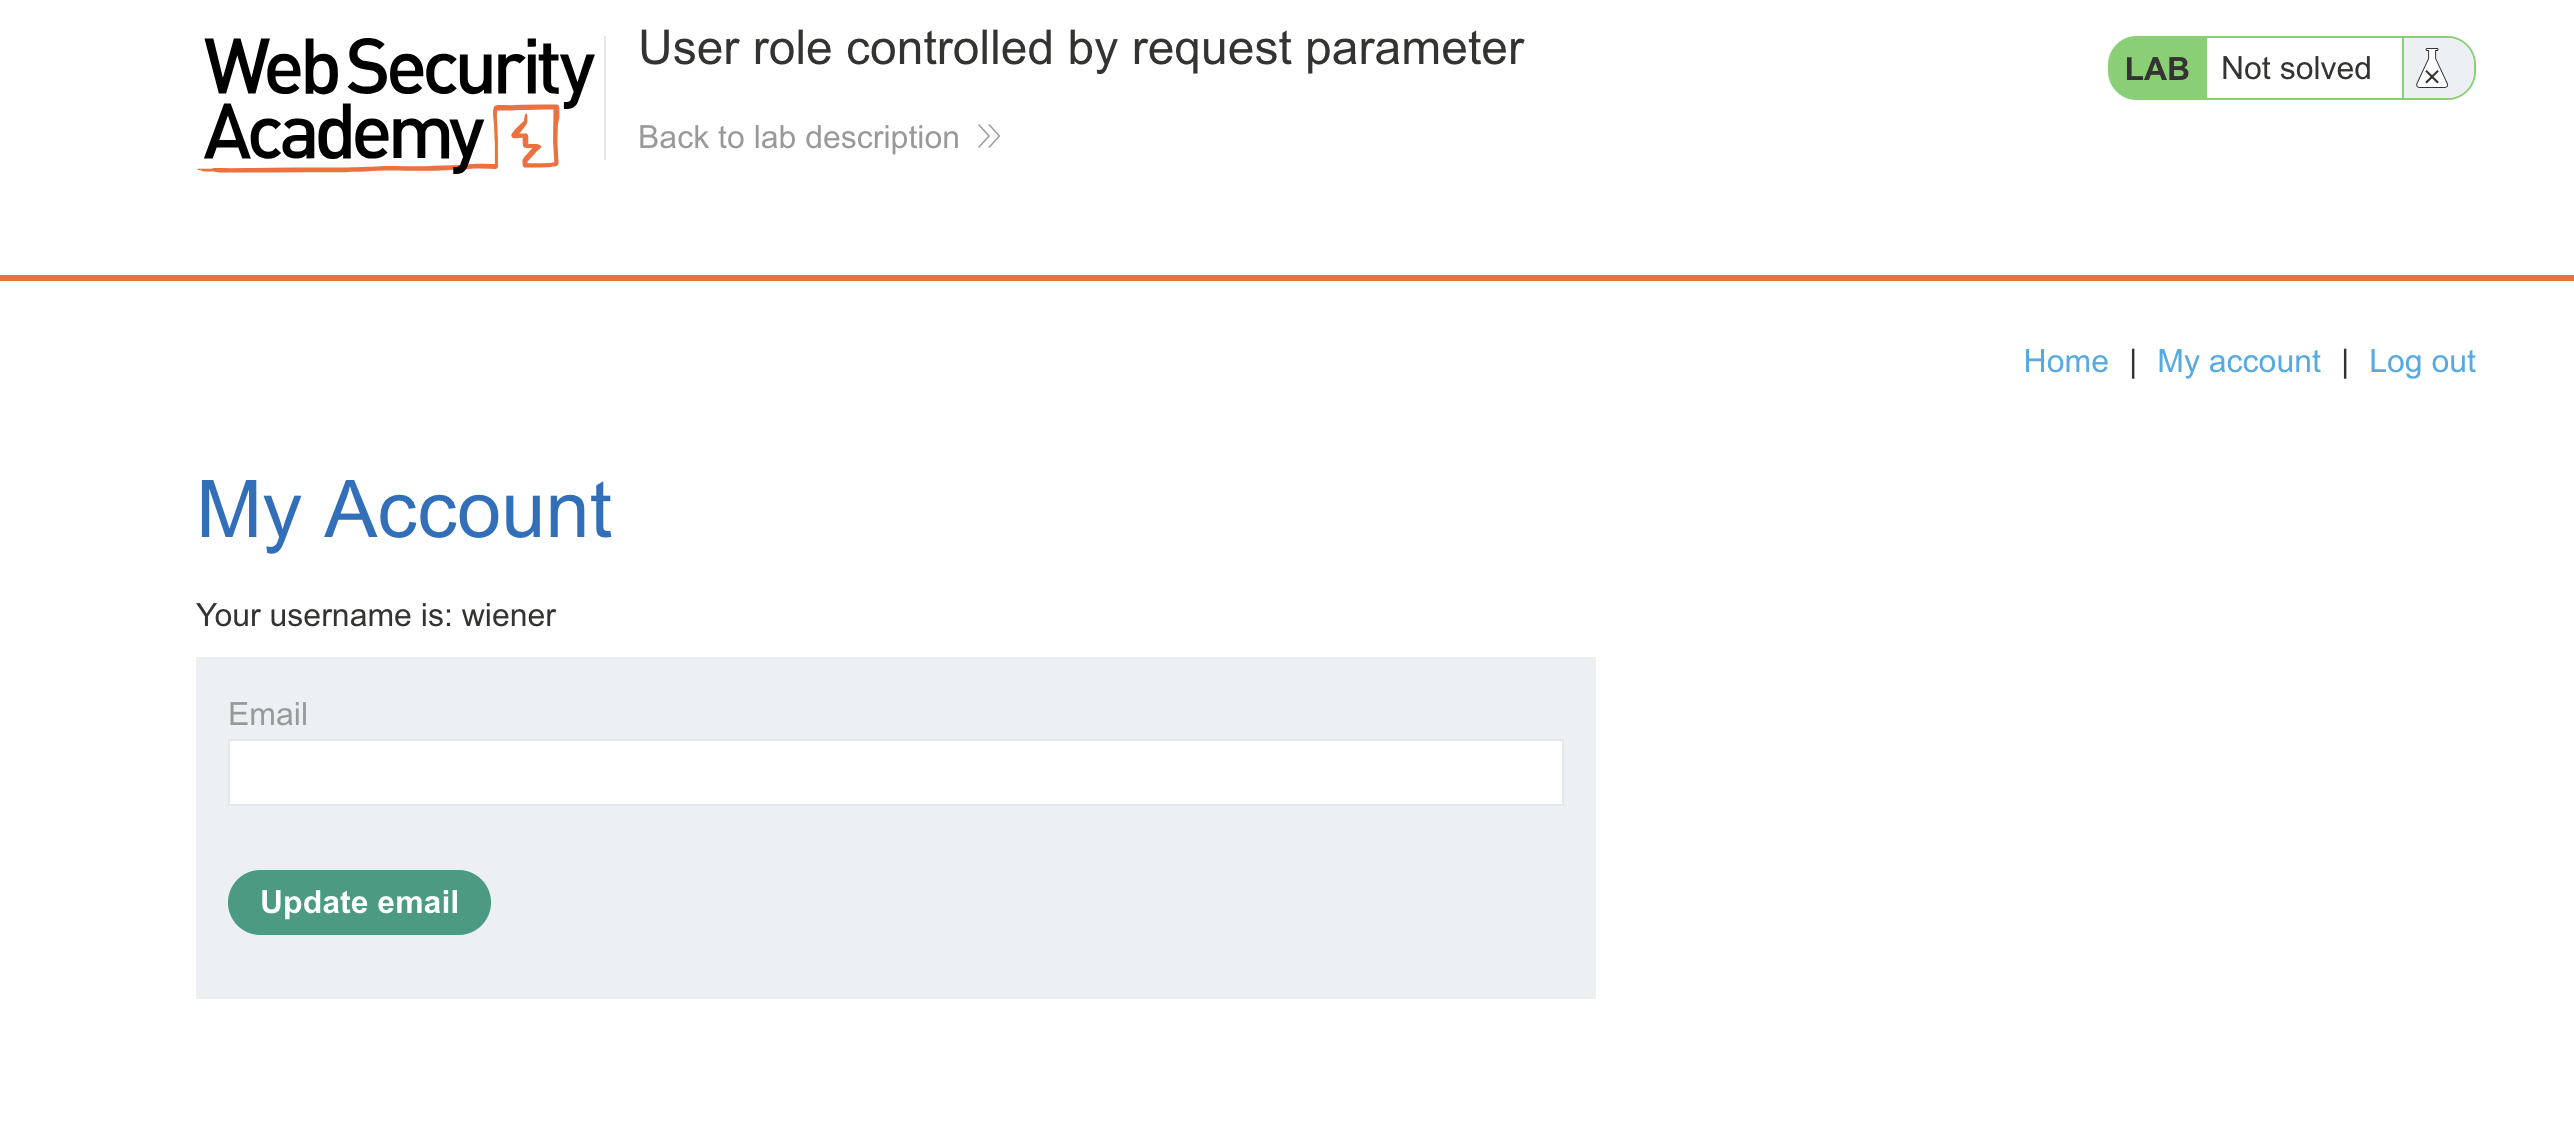 Web Security
Academy
User role controlled by request parameter
Back to lab description
LAB Not solved
Home | My account | Log out
My Account
Your username is: wiener
Email
Update email